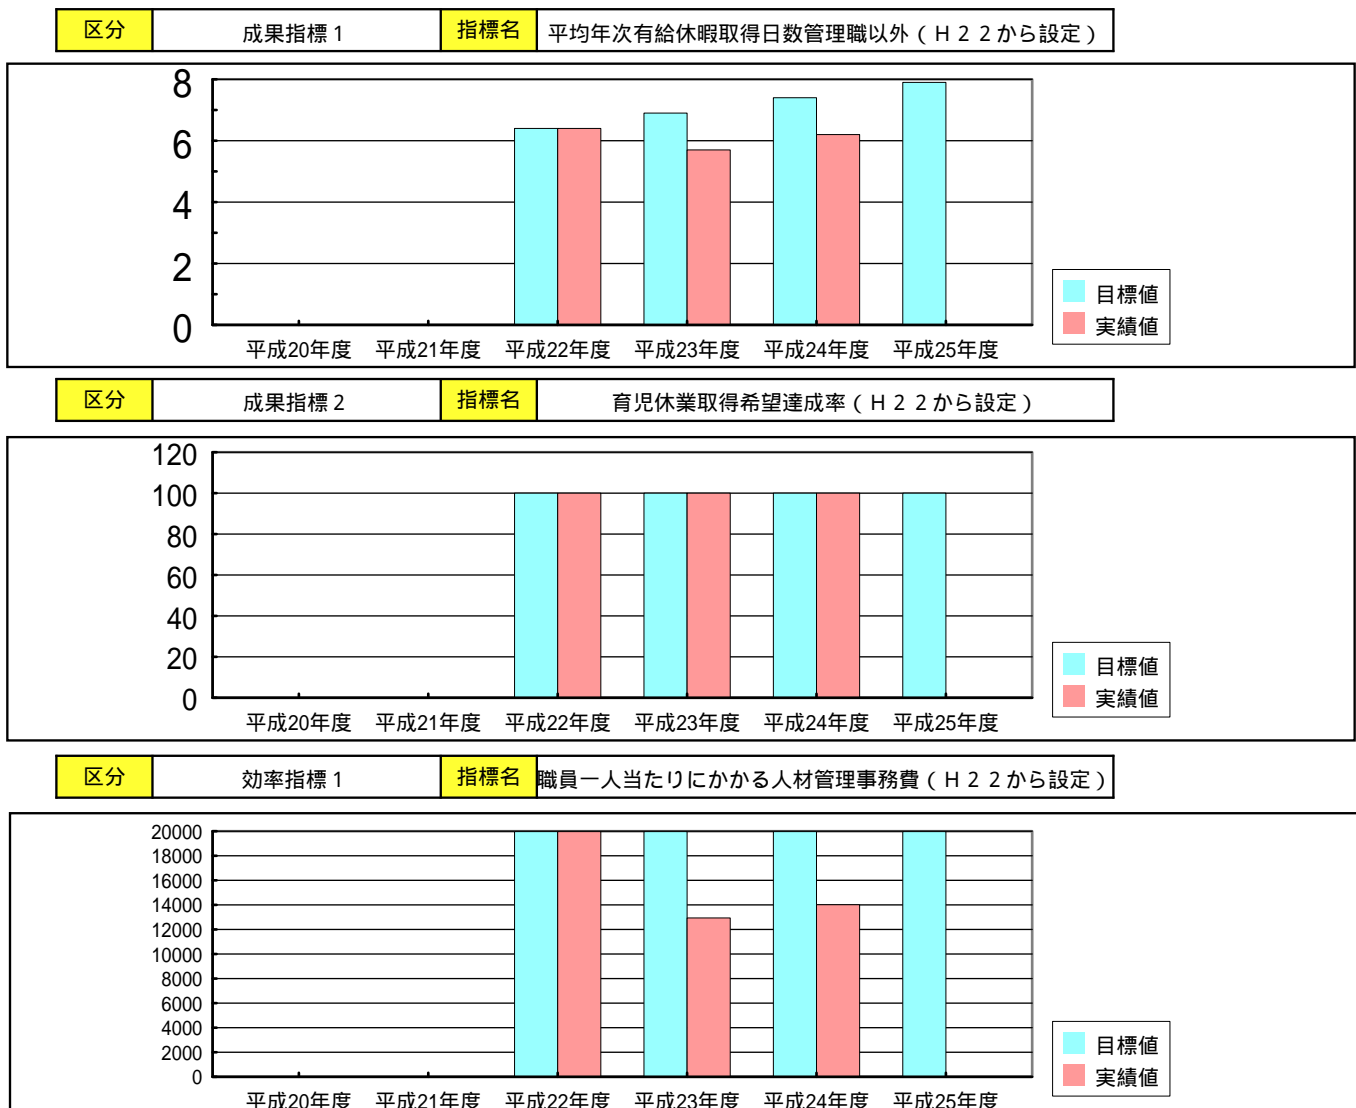 区分 成果指標1 指標名 平均年次有給休暇取得日数管理職以外(H22から設定)
8
6
4
2
0
平成20年度 平成21年度 平成22年度 平成23年度 平成24年度 平成25年度
目標値
実績値
区分 成果指標2 指標名 育児休業取得希望達成率(H22から設定)
120
100
80
60
40
20
0
平成20年度 平成21年度 平成22年度 平成23年度 平成24年度 平成25年度
目標値
実績値
区分 効率指標1 指標名 職員一人当たりにかかる人材管理事務費(H22から設定)
20000
18000
16000
14000
12000
10000
8000
6000
4000
2000
0
平成20年度 平成21年度 平成22年度 平成23年度 平成24年度 平成25年度
目標値
実績値